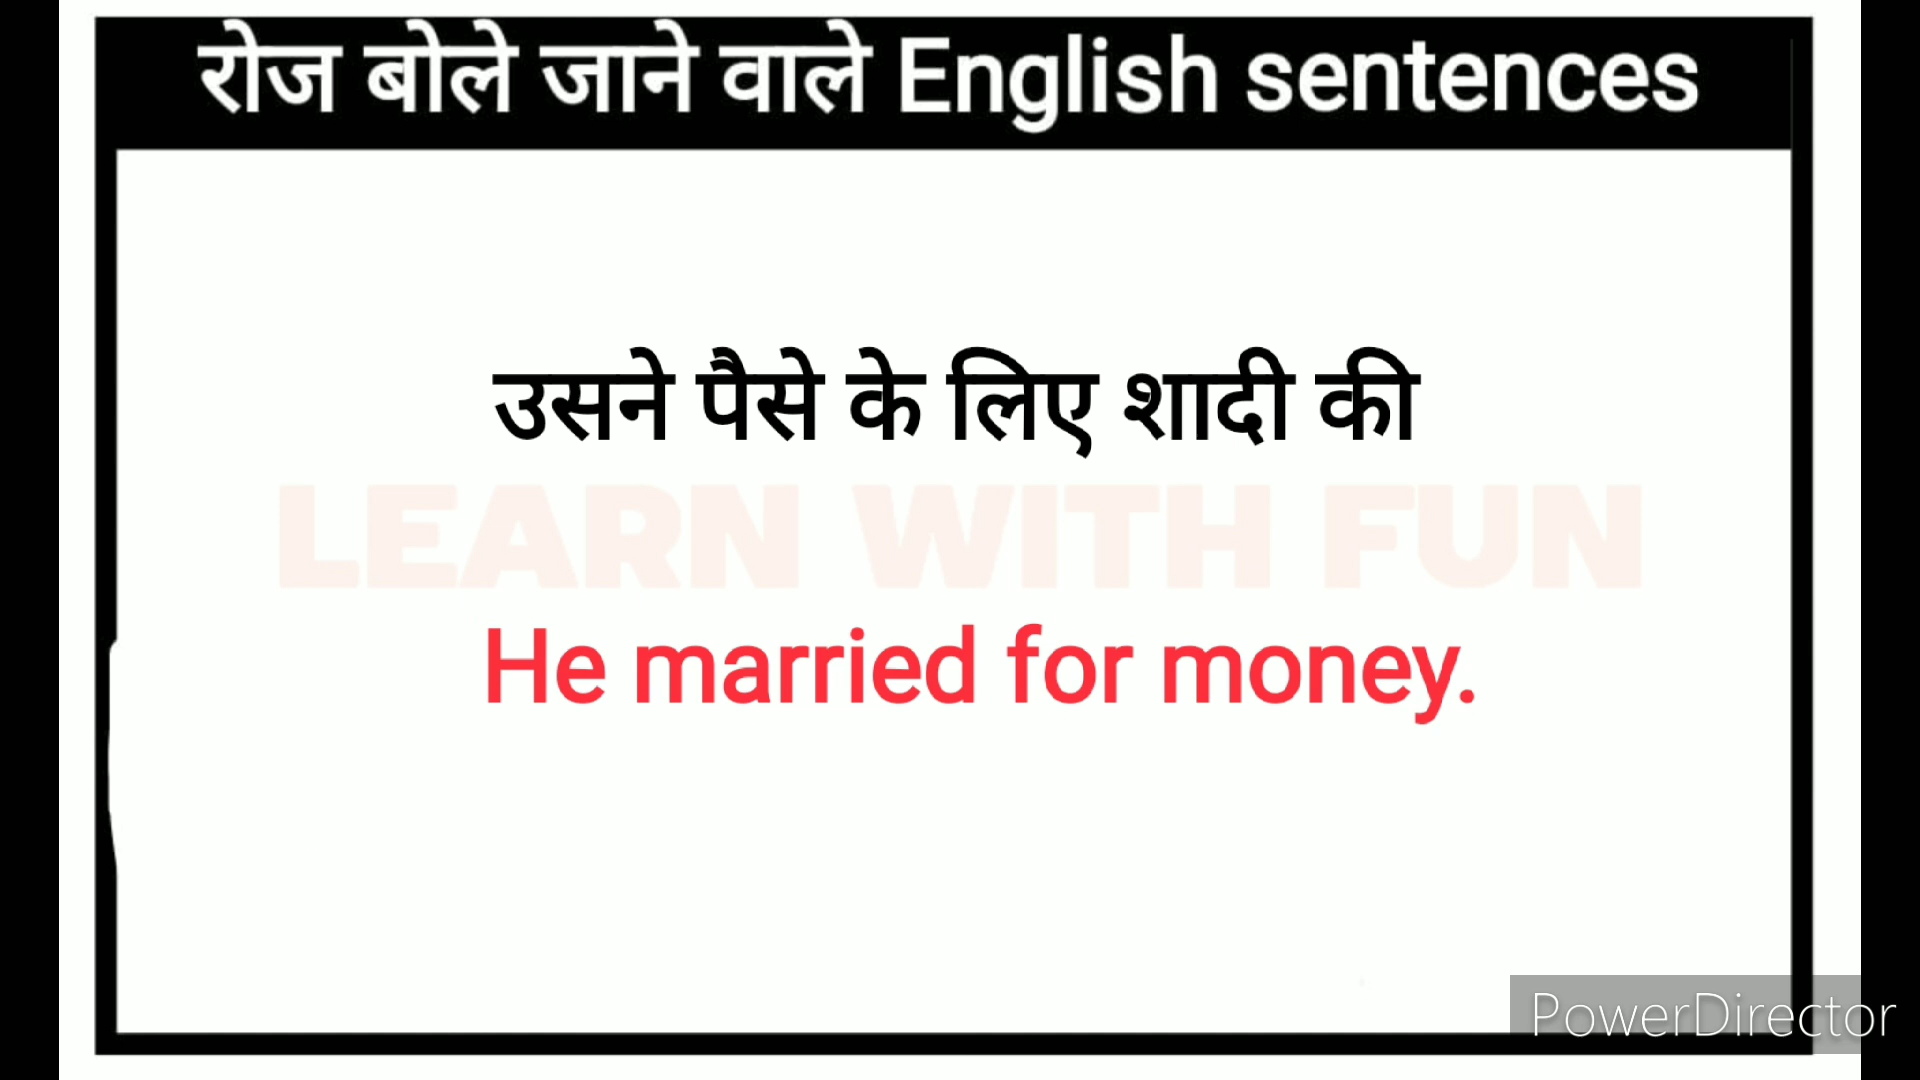 रोज बोले जाने वाले English sentences
उसने पैसे के लिए शादी की
LEARN WITH FUN
He married for money.
PowerDirector